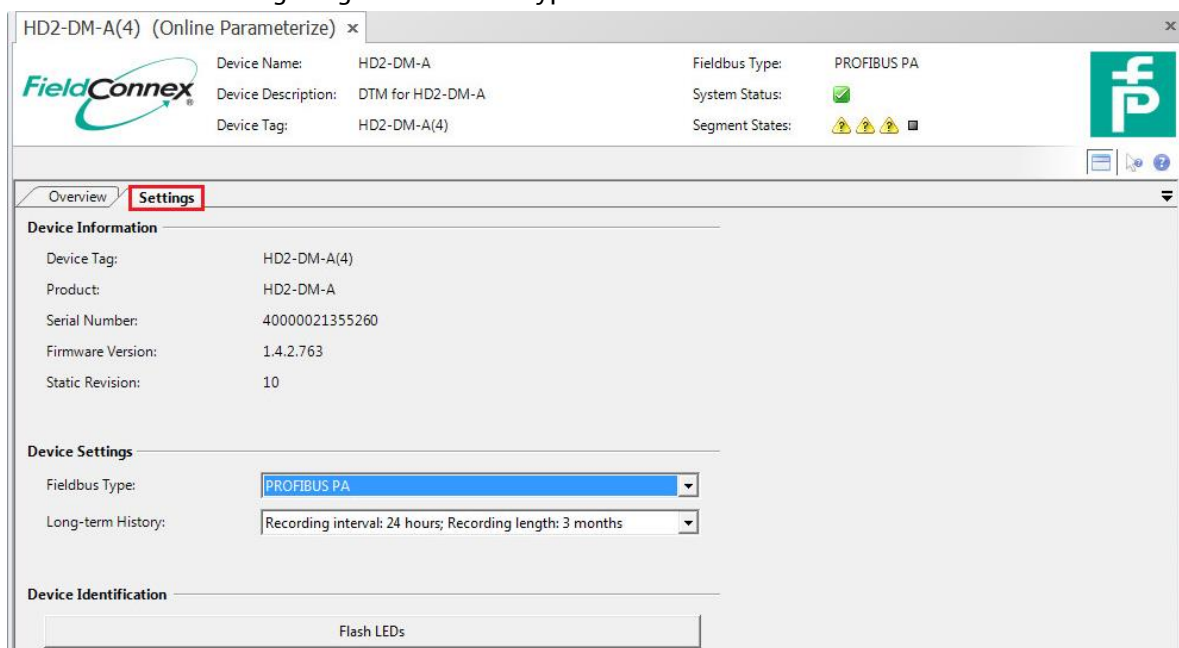 HD2-DM-A(4) (Online Parameterize) ×
×
FieldConnex®
Device Name: HD2-DM-A Fieldbus Type: PROFIBUS PA
Device Description: DTM for HD2-DM-A System Status:
Device Tag: HD2-DM-A(4) Segment States:
Overview Settings
Device Information
Device Tag: HD2-DM-A(4)
Product: HD2-DM-A
Serial Number: 40000021355260
Firmware Version: 1.4.2.763
Static Revision: 10
Device Settings
Fieldbus Type: PROFIBUS PA
Long-term History: Recording interval: 24 hours; Recording length: 3 months
Device Identification
Flash LEDs